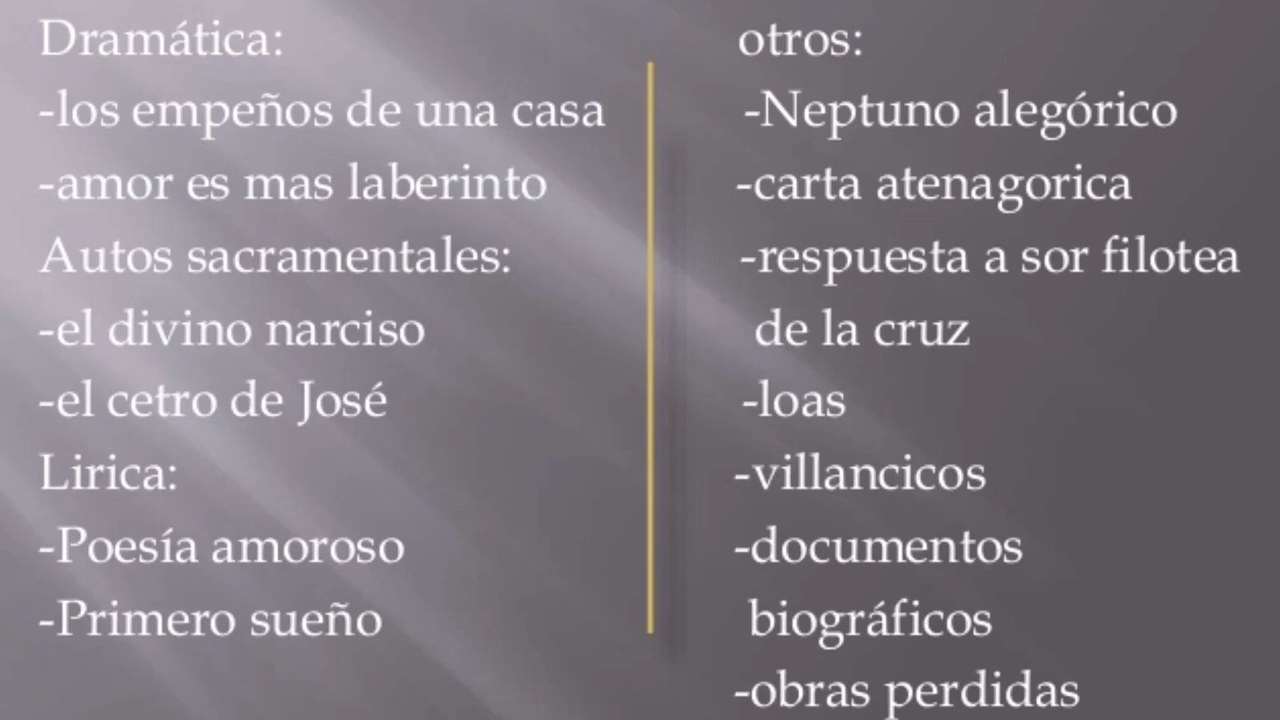 Dramática:
-los empeños de una casa
-amor es mas laberinto
Autos sacramentales:
-el divino narciso
-el cetro de José
Lirica:
-Poesía amoroso
-Primero sueño
otros:
-Neptuno alegórico
-carta atenagorica
-respuesta a sor filotea
de la cruz
-loas
-villancicos
-documentos
biográficos
-obras perdidas